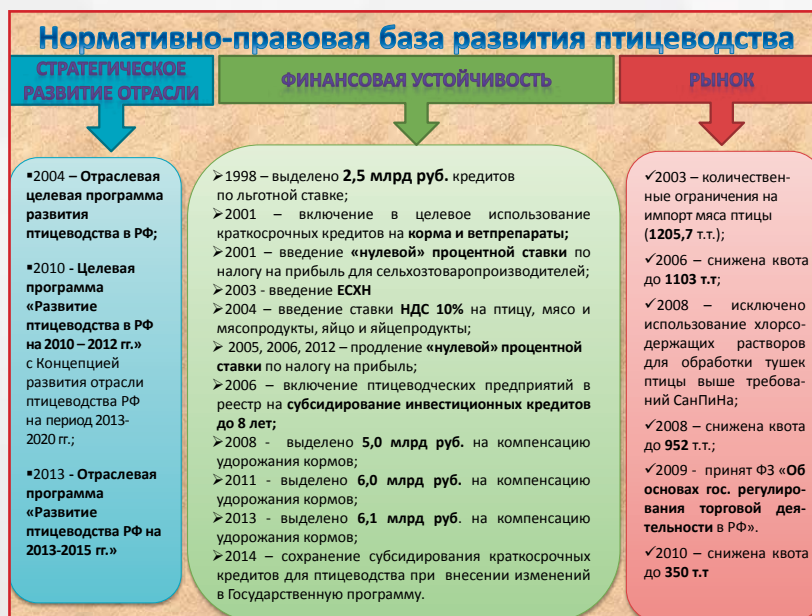 Нормативно-правовая база развития птицеводства
СТРАТЕГИЧЕСКОЕ
РАЗВИТИЕ ОТРАСЛИ
▪2004 – Отраслевая
целевая программа
развития
птицеводства в РФ;
▪2010 - Целевая
программа
«Развитие
птицеводства в РФ
на 2010 – 2012 гг.»
с Концепцией
развития отрасли
птицеводства РФ
на период 2013-
2020 гг.;
▪2013 - Отраслевая
программа
«Развитие
птицеводства РФ на
2013-2015 гг.»
ФИНАНСОВАЯ УСТОЙЧИВОСТЬ
➢1998 – выделено 2,5 млрд руб. кредитов
по льготной ставке;
➢2001 – включение в целевое использование
краткосрочных кредитов на корма и ветпрепараты;
➢2001 – введение «нулевой» процентной ставки по
налогу на прибыль для сельхозтоваропроизводителей;
➢2003 - введение ЕСХН
➢2004 – введение ставки НДС 10% на птицу, мясо и
мясопродукты, яйцо и яйцепродукты;
➢ 2005, 2006, 2012 – продление «нулевой» процентной
ставки по налогу на прибыль;
➢2006 – включение птицеводческих предприятий в
реестр на субсидирование инвестиционных кредитов
до 8 лет;
➢2008 - выделено 5,0 млрд руб. на компенсацию
удорожания кормов;
➢2011 - выделено 6,0 млрд руб. на компенсацию
удорожания кормов;
➢2013 - выделено 6,1 млрд руб. на компенсацию
удорожания кормов;
➢2014 – сохранение субсидирования краткосрочных
кредитов для птицеводства при внесении изменений
в Государственную программу.
РЫНОК
✓2003 – количествен-
ные ограничения на
импорт мяса птицы
(1205,7 т.т.);
✓2006 – снижена квота
до 1103 т.т;
✓2008 – исключено
использование хлорсо-
держащих растворов
для обработки тушек
птицы выше требова-
ний СанПиНа;
✓2008 – снижена квота
до 952 т.т.;
✓2009 - принят ФЗ «Об
основах гос. регулиро-
вания торговой дея-
тельности в РФ».
✓2010 – снижена квота
до 350 т.т